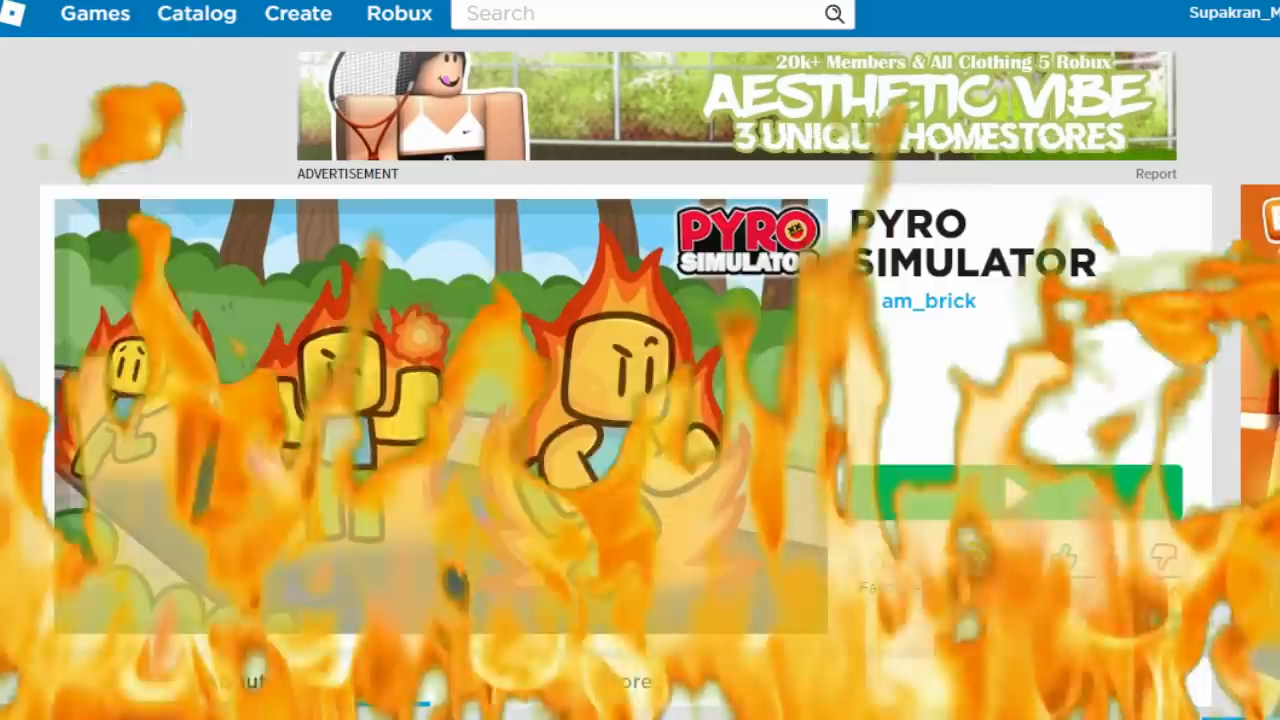 Games Catalog Create Robux Search Supakran_M
20k+ Members & All Clothing 5 Robux
AESTHETIC VIBE
3 UNIQUE HOMESTORES
ADVERTISEMENT Report
PYRO
SIMULATOR
PYRO
SIMULATOR
am_brick